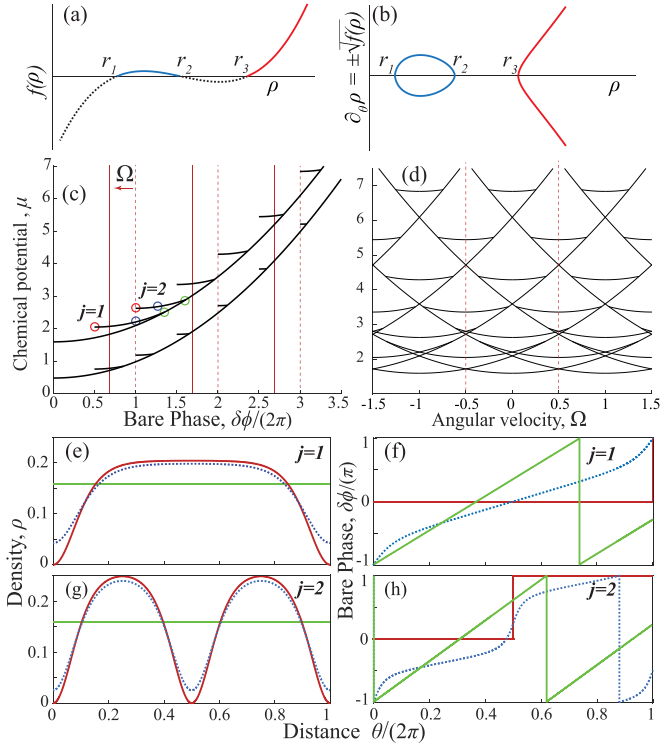 (a)
f(ρ)
r1
r2
r3
ρ
(b)
∂θρ = ±√f(ρ)
r1
r2
r3
ρ
(c)
Ω
j=1
j=2
Chemical potential , μ
7
6
5
4
3
2
1
0
0 0.5 1 1.5 2 2.5 3 3.5
Bare Phase, δϕ/(2π)
(d)
7
6
5
4
3
2
-1.5 -1 -0.5 0 0.5 1 1.5
Angular velocity, Ω
(e)
j=1
0.2
0.1
0
(f)
j=1
1
0
-1
Density, ρ
Bare Phase, δϕ/(π)
(g)
j=2
0.2
0.1
0
0 0.2 0.4 0.6 0.8 1
(h)
j=2
1
0
-1
0 0.2 0.4 0.6 0.8 1
Distance θ/(2π)